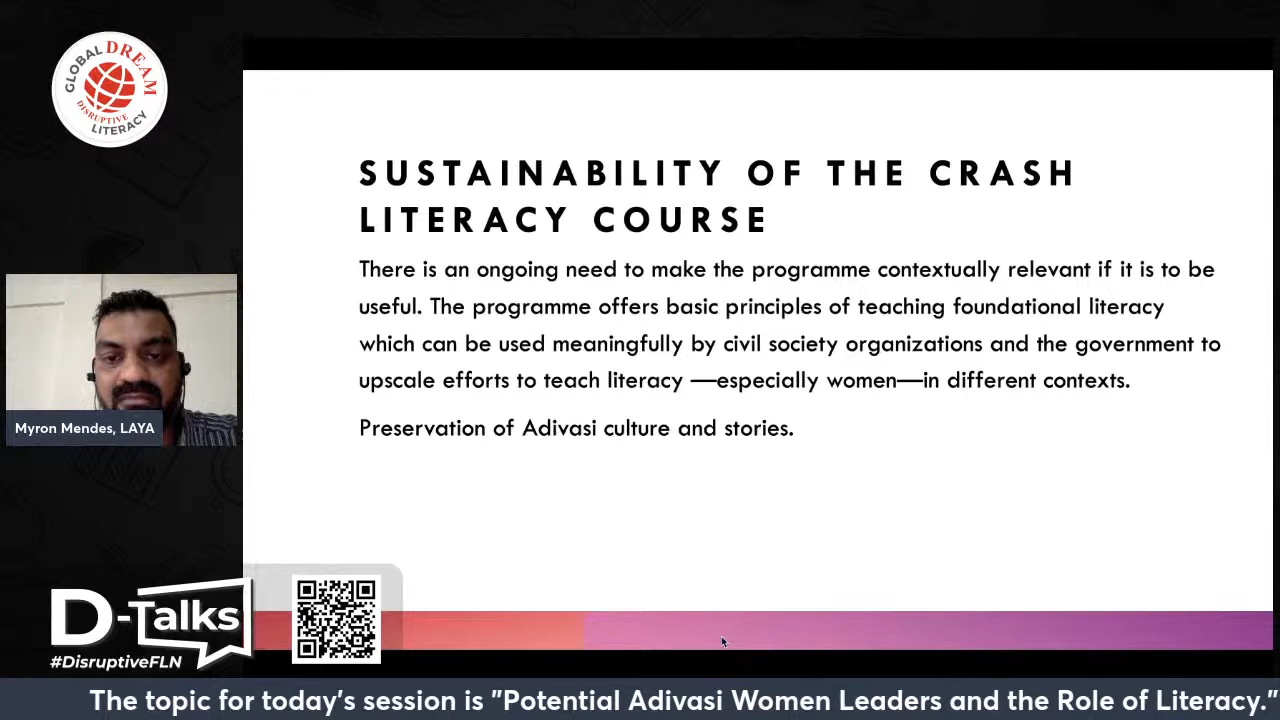 GLOBAL DREAM
DISRUPTIVE
LITERACY
SUSTAINABILITY OF THE CRASH
LITERACY COURSE
There is an ongoing need to make the programme contextually relevant if it is to be
useful. The programme offers basic principles of teaching foundational literacy
which can be used meaningfully by civil society organizations and the government to
upscale efforts to teach literacy —especially women—in different contexts.
Preservation of Adivasi culture and stories.
Myron Mendes, LAYA
D-Talks
#DisruptiveFLN
The topic for today's session is "Potential Adivasi Women Leaders and the Role of Literacy."